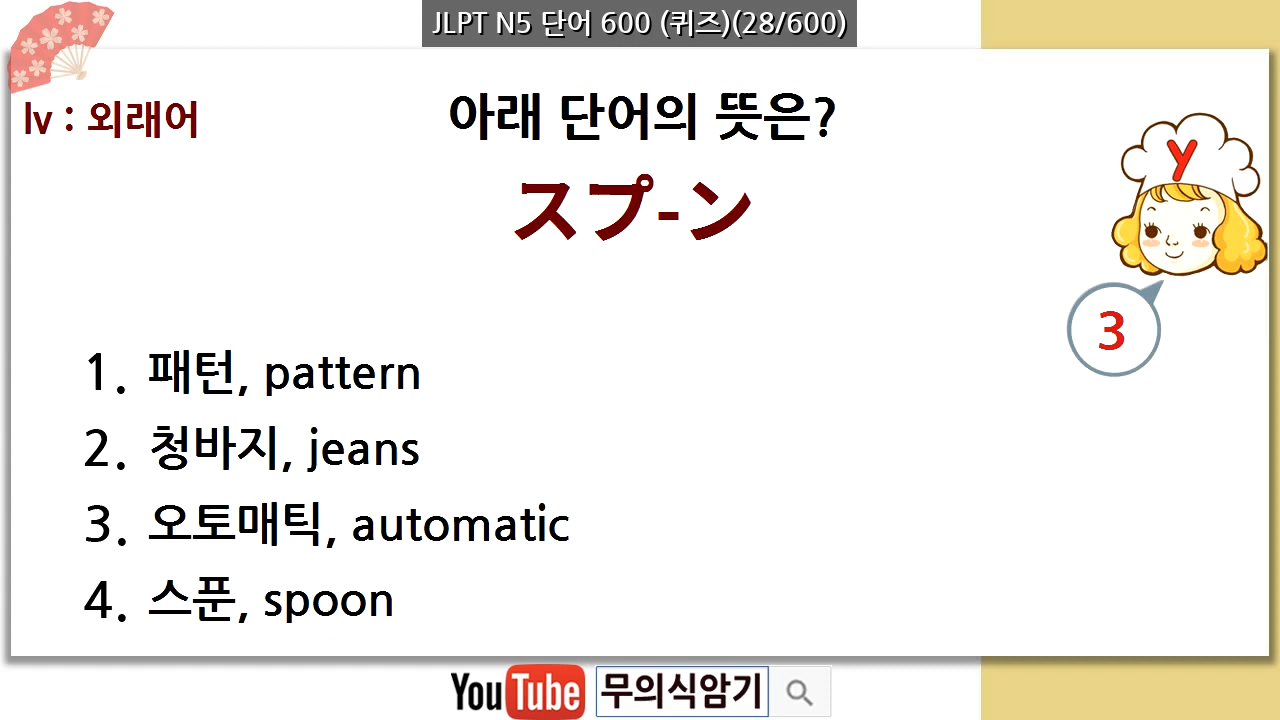 JLPT N5 단어 600 (퀴즈)(28/600)
lv : 외래어
아래 단어의 뜻은?
スプ-ン
y
3
1. 패턴, pattern
2. 청바지, jeans
3. 오토매틱, automatic
4. 스푼, spoon
YouTube 무의식암기